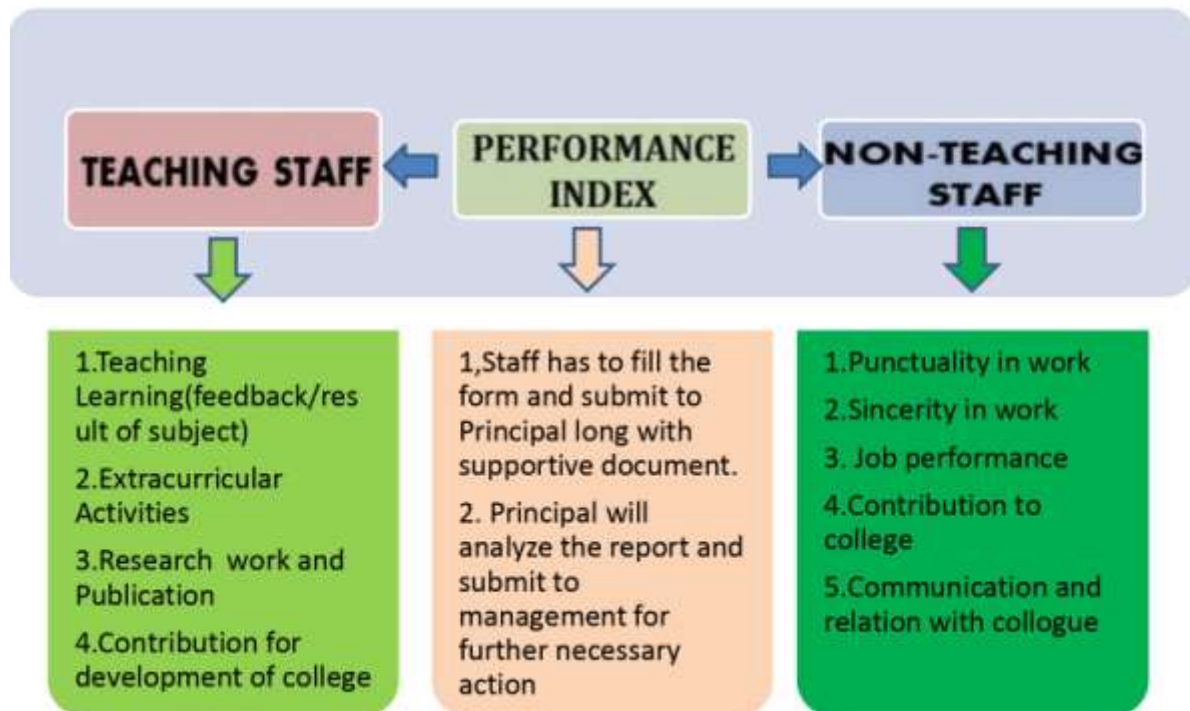 TEACHING STAFF
PERFORMANCE
INDEX
NON-TEACHING
STAFF
1.Teaching
Learning(feedback/res
ult of subject)
2.Extracurricular
Activities
3.Research work and
Publication
4.Contribution for
development of college
1,Staff has to fill the
form and submit to
Principal long with
supportive document.
2. Principal will
analyze the report and
submit to
management for
further necessary
action
1.Punctuality in work
2.Sincerity in work
3. Job performance
4.Contribution to
college
5.Communication and
relation with collogue